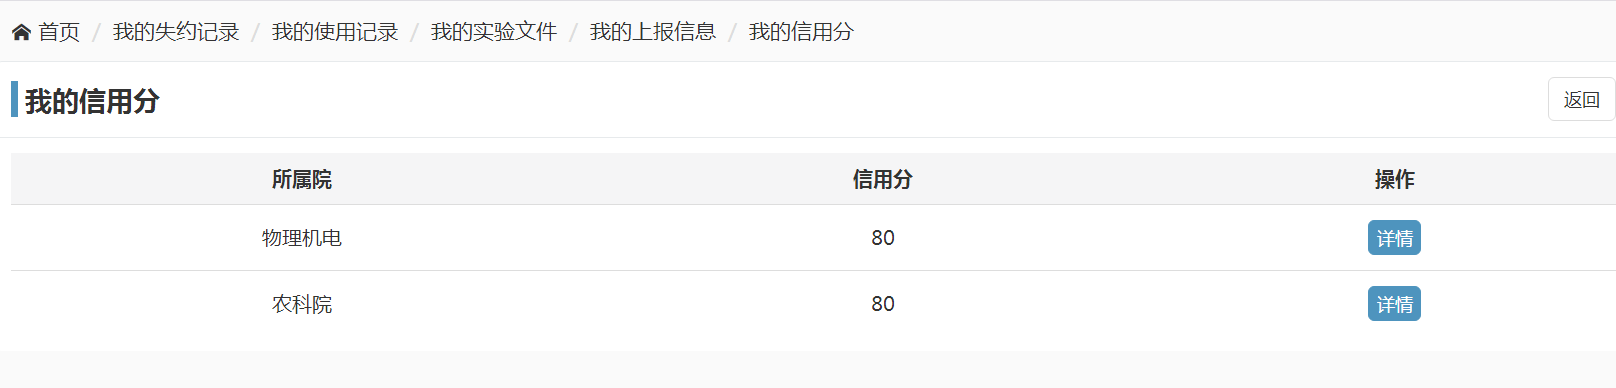 首页 / 我的失约记录 / 我的使用记录 / 我的实验文件 / 我的上报信息 / 我的信用分
我的信用分 返回
所属院 信用分 操作
物理机电 80 详情
农科院 80 详情